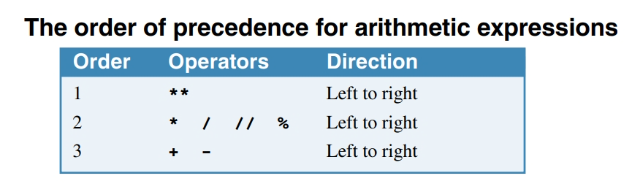 The order of precedence for arithmetic expressions
Order Operators Direction
1 ** Left to right
2 * / // % Left to right
3 + - Left to right